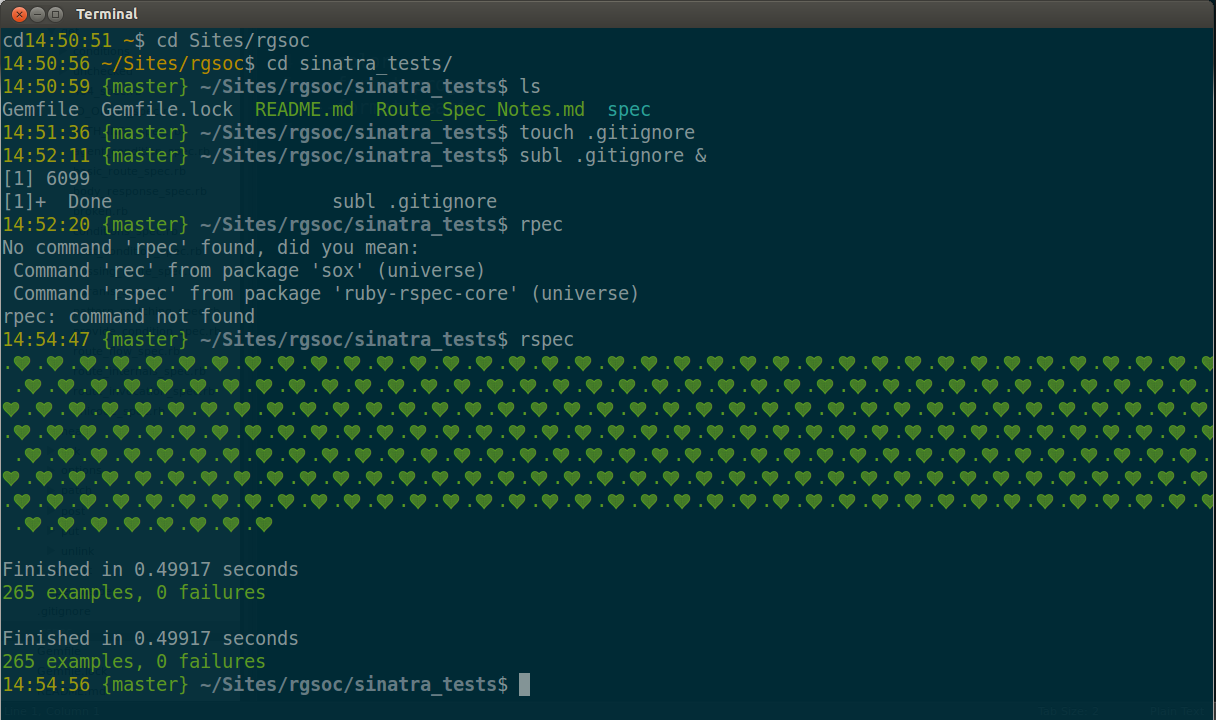 Terminal
cd14:50:51 ~$ cd Sites/rgsoc
14:50:56 ~/Sites/rgsoc$ cd sinatra_tests/
14:50:59 {master} ~/Sites/rgsoc/sinatra_tests$ ls
Gemfile  Gemfile.lock  README.md  Route_Spec_Notes.md  spec
14:51:36 {master} ~/Sites/rgsoc/sinatra_tests$ touch .gitignore
14:52:11 {master} ~/Sites/rgsoc/sinatra_tests$ subl .gitignore &
[1] 6099
[1]+  Done                    subl .gitignore
14:52:20 {master} ~/Sites/rgsoc/sinatra_tests$ rpec
No command 'rpec' found, did you mean:
 Command 'rec' from package 'sox' (universe)
 Command 'rspec' from package 'ruby-rspec-core' (universe)
rpec: command not found
14:54:47 {master} ~/Sites/rgsoc/sinatra_tests$ rspec
Finished in 0.49917 seconds
265 examples, 0 failures
Finished in 0.49917 seconds
265 examples, 0 failures
14:54:56 {master} ~/Sites/rgsoc/sinatra_tests$